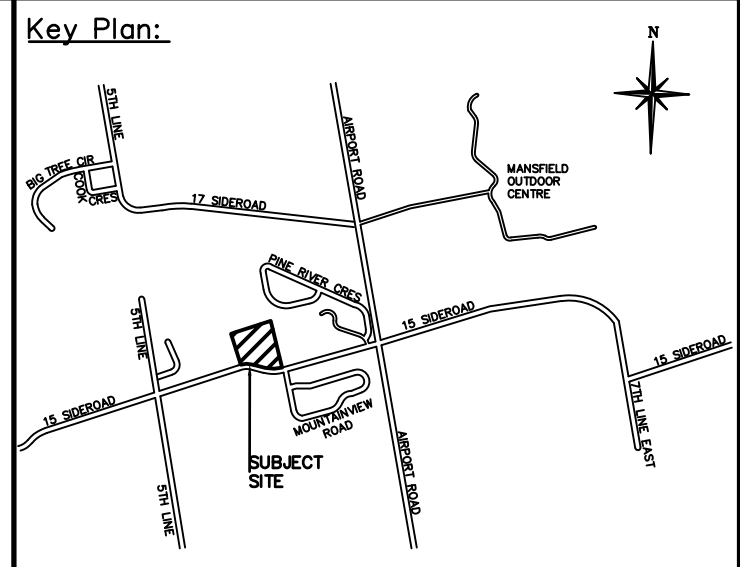 Key Plan:
N
5TH LINE
AIRPORT ROAD
BIG TREE CIR
COOK
CRES
17 SIDEROAD
MANSFIELD
OUTDOOR
CENTRE
PINE RIVER CRES
5TH LINE
15 SIDEROAD
15 SIDEROAD
15 SIDEROAD
7TH LINE EAST
MOUNTAINVIEW
ROAD
AIRPORT ROAD
SUBJECT
SITE
5TH LINE